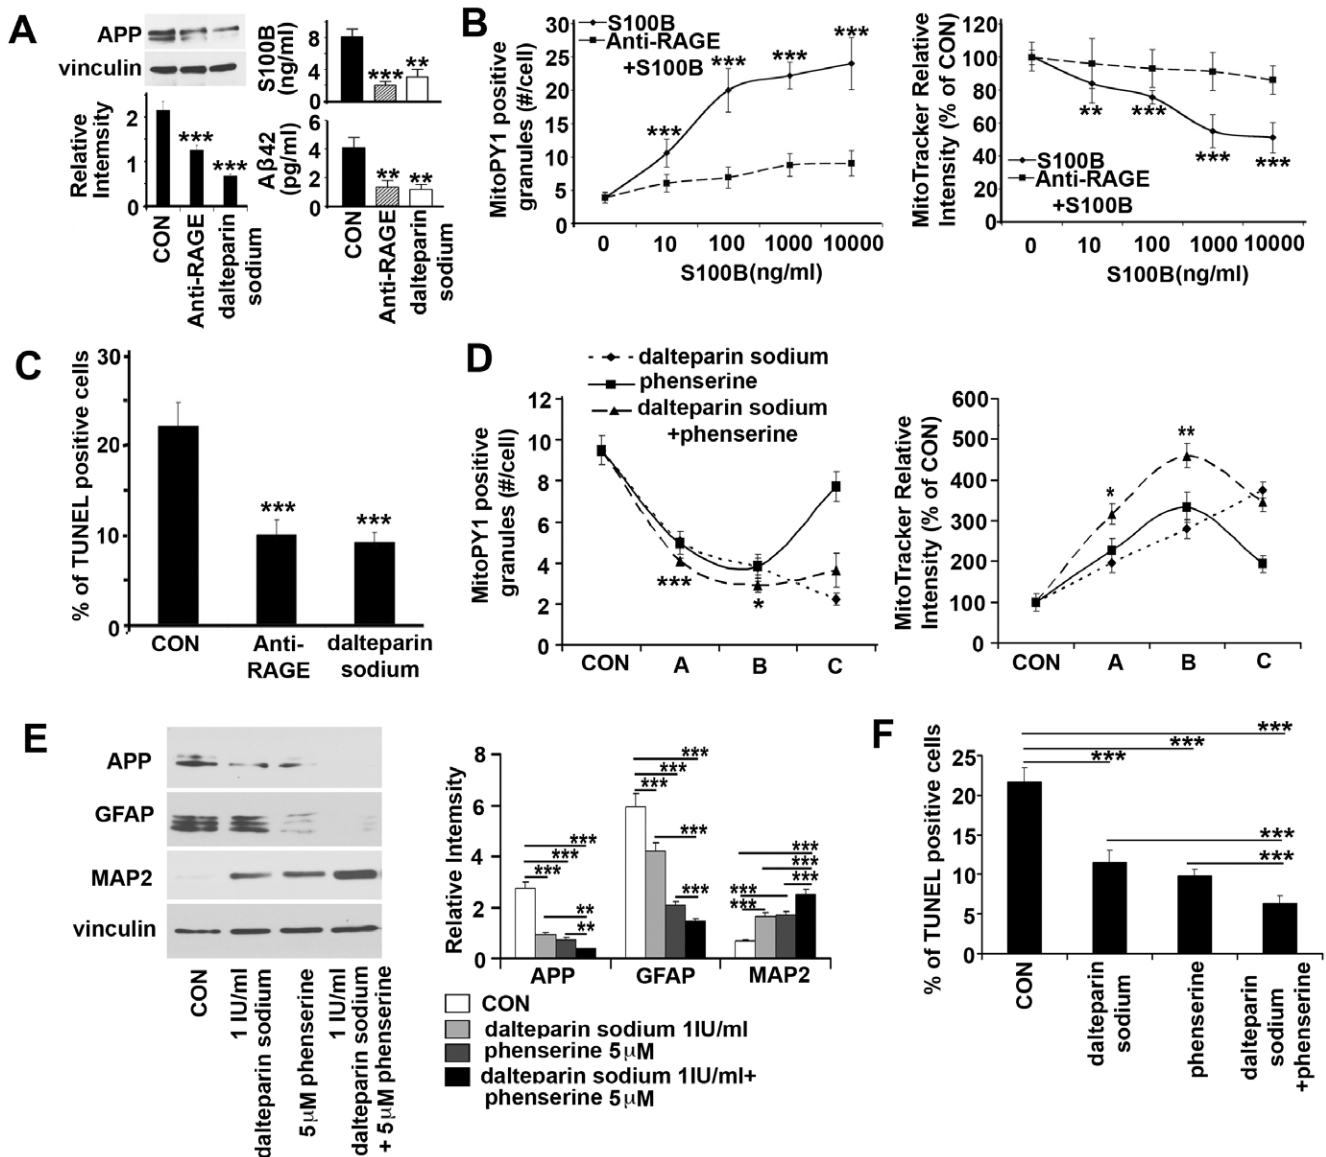 A
APP
vinculin
Relative
Intemsity
2
1
0
CON
Anti-RAGE
dalteparin
sodium
***
***
S100B
(ng/ml)
8
4
0
***
**
Aβ42
(pg/ml)
6
4
2
0
**
**
CON
Anti-RAGE
dalteparin
sodium
B
MitoPY1 positive
granules (#/cell)
30
25
20
15
10
5
0
S100B
Anti-RAGE
+S100B
***
***
***
***
0
10
100
1000
10000
S100B(ng/ml)
MitoTracker Relative
Intensity (% of CON)
120
100
80
60
40
20
0
**
***
***
***
S100B
Anti-RAGE
+S100B
0
10
100
1000
10000
S100B(ng/ml)
C
% of TUNEL positive cells
30
20
10
0
***
***
CON
Anti-
RAGE
dalteparin
sodium
D
dalteparin sodium
phenserine
dalteparin sodium
+phenserine
MitoPY1 positive
granules (#/cell)
12
10
8
6
4
2
0
***
*
CON
A
B
C
MitoTracker Relative
Intensity (% of CON)
600
500
400
300
200
100
0
*
**
CON
A
B
C
E
APP
GFAP
MAP2
vinculin
CON
1 IU/ml
dalteparin sodium
5μM phenserine
1 IU/ml
dalteparin sodium
+ 5μM phenserine
Relative Intemsity
8
6
4
2
0
***
***
***
**
**
***
***
***
***
***
***
***
***
***
***
APP
GFAP
MAP2
CON
dalteparin sodium 1IU/ml
phenserine 5μM
dalteparin sodium 1IU/ml+
phenserine 5μM
F
% of TUNEL positive cells
25
20
15
10
5
0
***
***
***
***
***
CON
dalteparin
sodium
phenserine
dalteparin
sodium
+phenserine